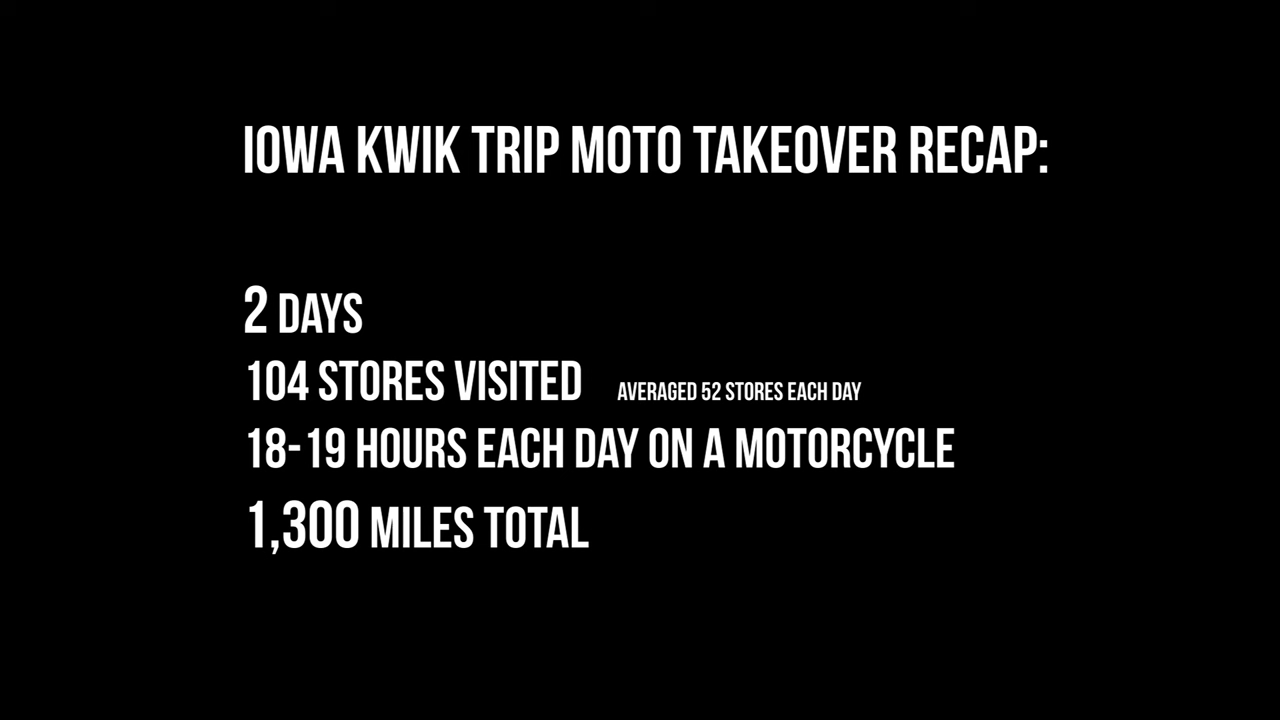 IOWA KWIK TRIP MOTO TAKEOVER RECAP:
2 DAYS
104 STORES VISITED AVERAGED 52 STORES EACH DAY
18-19 HOURS EACH DAY ON A MOTORCYCLE
1,300 MILES TOTAL